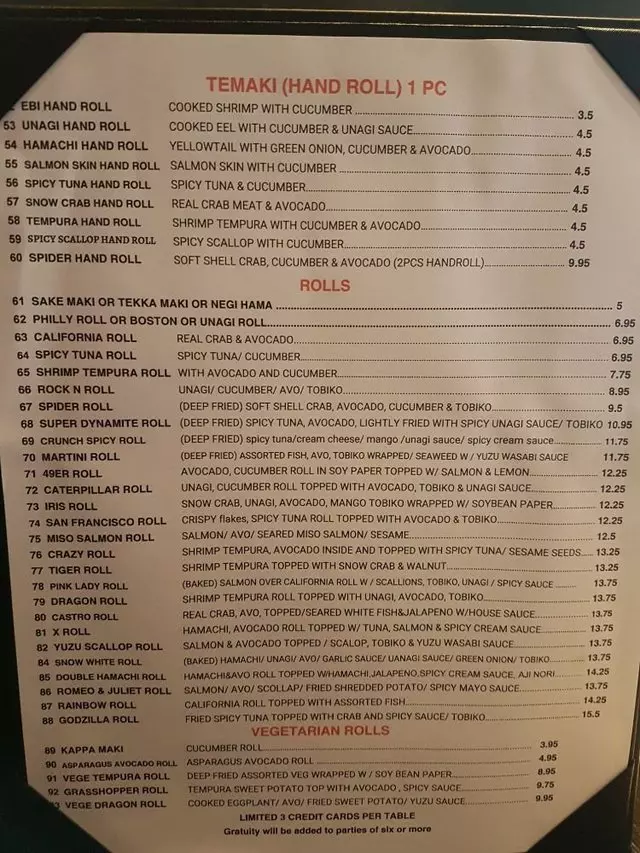 TEMAKI (HAND ROLL) 1 PC
EBI HAND ROLL COOKED SHRIMP WITH CUCUMBER 3.5
53 UNAGI HAND ROLL COOKED EEL WITH CUCUMBER & UNAGI SAUCE 4.5
54 HAMACHI HAND ROLL YELLOWTAIL WITH GREEN ONION, CUCUMBER & AVOCADO 4.5
55 SALMON SKIN HAND ROLL SALMON SKIN WITH CUCUMBER 4.5
56 SPICY TUNA HAND ROLL SPICY TUNA & CUCUMBER 4.5
57 SNOW CRAB HAND ROLL REAL CRAB MEAT & AVOCADO 4.5
58 TEMPURA HAND ROLL SHRIMP TEMPURA WITH CUCUMBER & AVOCADO 4.5
59 SPICY SCALLOP HAND ROLL SPICY SCALLOP WITH CUCUMBER 4.5
60 SPIDER HAND ROLL SOFT SHELL CRAB, CUCUMBER & AVOCADO (2PCS HANDROLL) 9.95
ROLLS
61 SAKE MAKI OR TEKKA MAKI OR NEGI HAMA 5
62 PHILLY ROLL OR BOSTON OR UNAGI ROLL 6.95
63 CALIFORNIA ROLL REAL CRAB & AVOCADO 6.95
64 SPICY TUNA ROLL SPICY TUNA/ CUCUMBER 6.95
65 SHRIMP TEMPURA ROLL WITH AVOCADO AND CUCUMBER 7.75
66 ROCK N ROLL UNAGI/ CUCUMBER/ AVO/ TOBIKO 8.95
67 SPIDER ROLL (DEEP FRIED) SOFT SHELL CRAB, AVOCADO, CUCUMBER & TOBIKO 9.5
68 SUPER DYNAMITE ROLL (DEEP FRIED) SPICY TUNA, AVOCADO, LIGHTLY FRIED WITH SPICY UNAGI SAUCE/ TOBIKO 10.95
69 CRUNCH SPICY ROLL (DEEP FRIED) spicy tuna/cream cheese/ mango /unagi sauce/ spicy cream sauce 11.75
70 MARTINI ROLL (DEEP FRIED) ASSORTED FISH, AVO, TOBIKO WRAPPED/ SEAWEED W/ YUZU WASABI SAUCE 11.75
71 49ER ROLL AVOCADO, CUCUMBER ROLL IN SOY PAPER TOPPED W/ SALMON & LEMON 12.25
72 CATERPILLAR ROLL UNAGI, CUCUMBER ROLL TOPPED WITH AVOCADO, TOBIKO & UNAGI SAUCE 12.25
73 IRIS ROLL SNOW CRAB, UNAGI, AVOCADO, MANGO TOBIKO WRAPPED W/ SOYBEAN PAPER 12.25
74 SAN FRANCISCO ROLL CRISPY flakes, SPICY TUNA ROLL TOPPED WITH AVOCADO & TOBIKO 12.25
75 MISO SALMON ROLL SALMON/ AVO/ SEARED MISO SALMON/ SESAME 12.5
76 CRAZY ROLL SHRIMP TEMPURA, AVOCADO INSIDE AND TOPPED WITH SPICY TUNA/ SESAME SEEDS 13.25
77 TIGER ROLL SHRIMP TEMPURA TOPPED WITH SNOW CRAB & WALNUT 13.25
78 PINK LADY ROLL (BAKED) SALMON OVER CALIFORNIA ROLL W / SCALLIONS, TOBIKO, UNAGI / SPICY SAUCE 13.75
79 DRAGON ROLL SHRIMP TEMPURA ROLL TOPPED WITH UNAGI, AVOCADO, TOBIKO 13.75
80 CASTRO ROLL REAL CRAB, AVO, TOPPED/SEARED WHITE FISH&JALAPENO W/HOUSE SAUCE 13.75
81 X ROLL HAMACHI, AVOCADO ROLL TOPPED W/ TUNA, SALMON & SPICY CREAM SAUCE 13.75
82 YUZU SCALLOP ROLL SALMON & AVOCADO TOPPED / SCALOP, TOBIKO & YUZU WASABI SAUCE 13.75
84 SNOW WHITE ROLL (BAKED) HAMACHI/ UNAGI/ AVO/ GARLIC SAUCE/ UANAGI SAUCE/ GREEN ONION/ TOBIKO 13.75
85 DOUBLE HAMACHI ROLL HAMACHI&AVO ROLL TOPPED W/HAMACHI,JALAPENO,SPICY CREAM SAUCE, AJI NORI 14.25
86 ROMEO & JULIET ROLL SALMON/ AVO/ SCOLLAP/ FRIED SHREDDED POTATO/ SPICY MAYO SAUCE 13.75
87 RAINBOW ROLL CALIFORNIA ROLL TOPPED WITH ASSORTED FISH 14.25
88 GODZILLA ROLL FRIED SPICY TUNA TOPPED WITH CRAB AND SPICY SAUCE/ TOBIKO 15.5
VEGETARIAN ROLLS
89 KAPPA MAKI CUCUMBER ROLL 3.95
90 ASPARAGUS AVOCADO ROLL ASPARAGUS AVOCADO ROLL 4.95
91 VEGE TEMPURA ROLL DEEP FRIED ASSORTED VEG WRAPPED W / SOY BEAN PAPER 8.95
92 GRASSHOPPER ROLL TEMPURA SWEET POTATO TOP WITH AVOCADO , SPICY SAUCE 9.75
VEGE DRAGON ROLL COOKED EGGPLANT/ AVO/ FRIED SWEET POTATO/ YUZU SAUCE 9.95
LIMITED 3 CREDIT CARDS PER TABLE
Gratuity will be added to parties of six or more